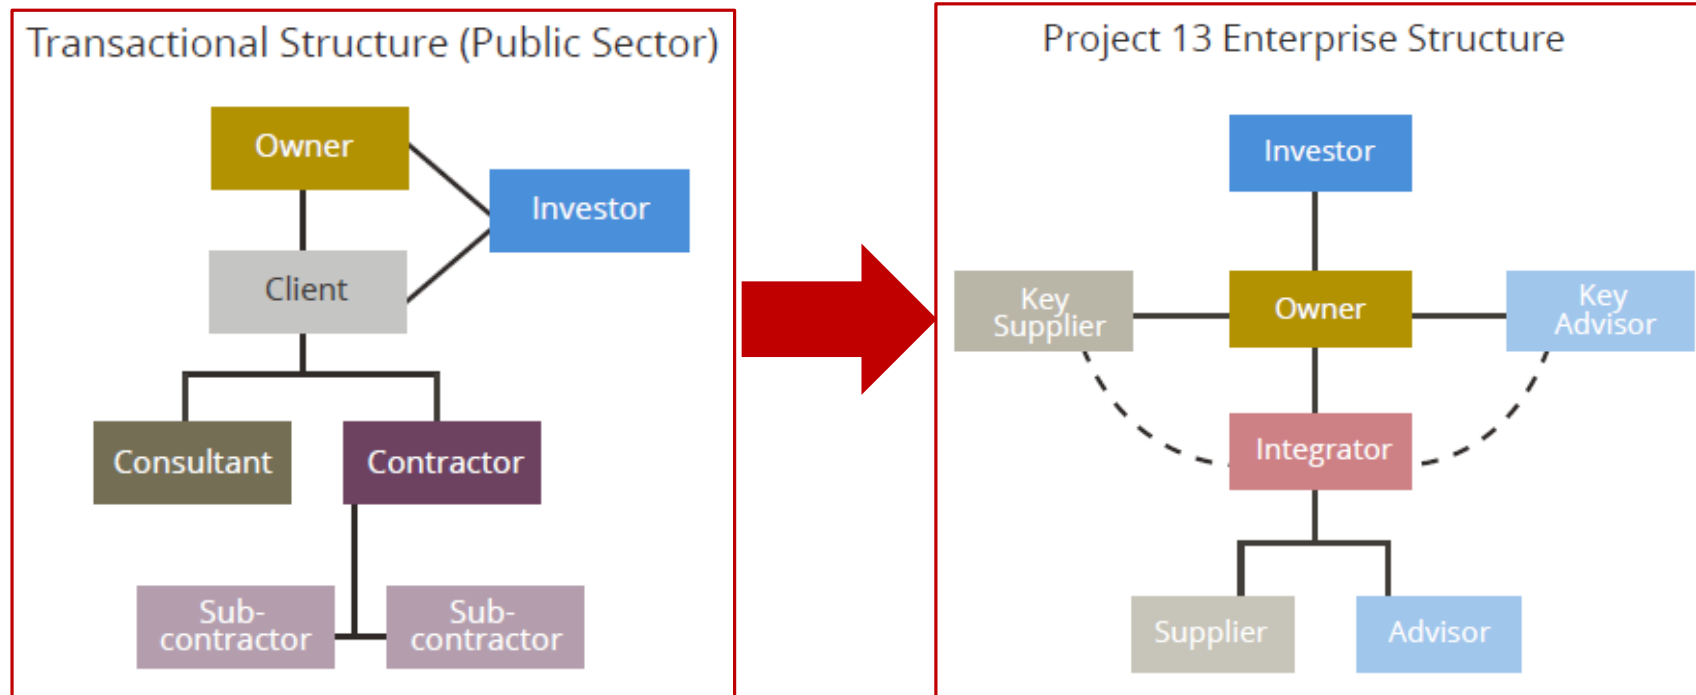 Transactional Structure (Public Sector)
Owner
Investor
Client
Consultant
Contractor
Sub-
contractor
Sub-
contractor
Project 13 Enterprise Structure
Investor
Key
Supplier
Owner
Key
Advisor
Integrator
Supplier
Advisor